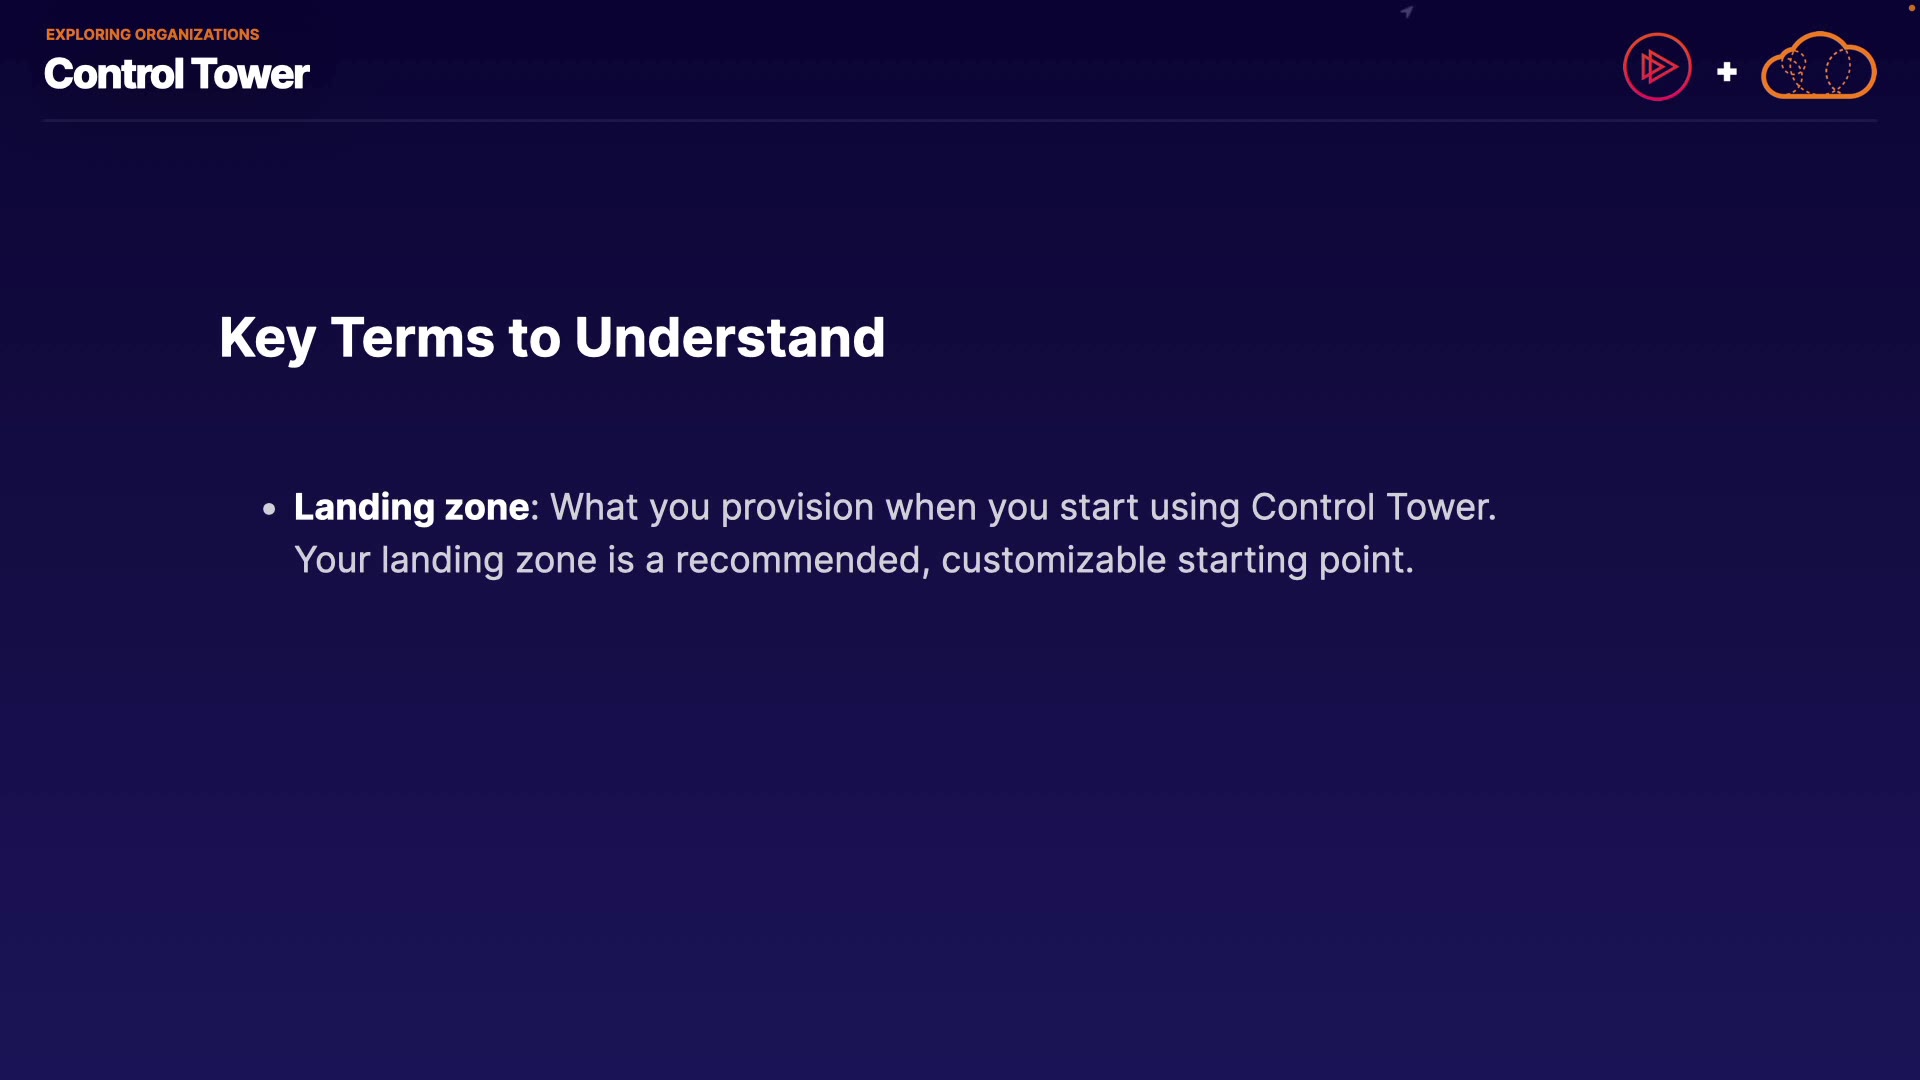 EXPLORING ORGANIZATIONS
Control Tower
Key Terms to Understand
• Landing zone: What you provision when you start using Control Tower.
Your landing zone is a recommended, customizable starting point.